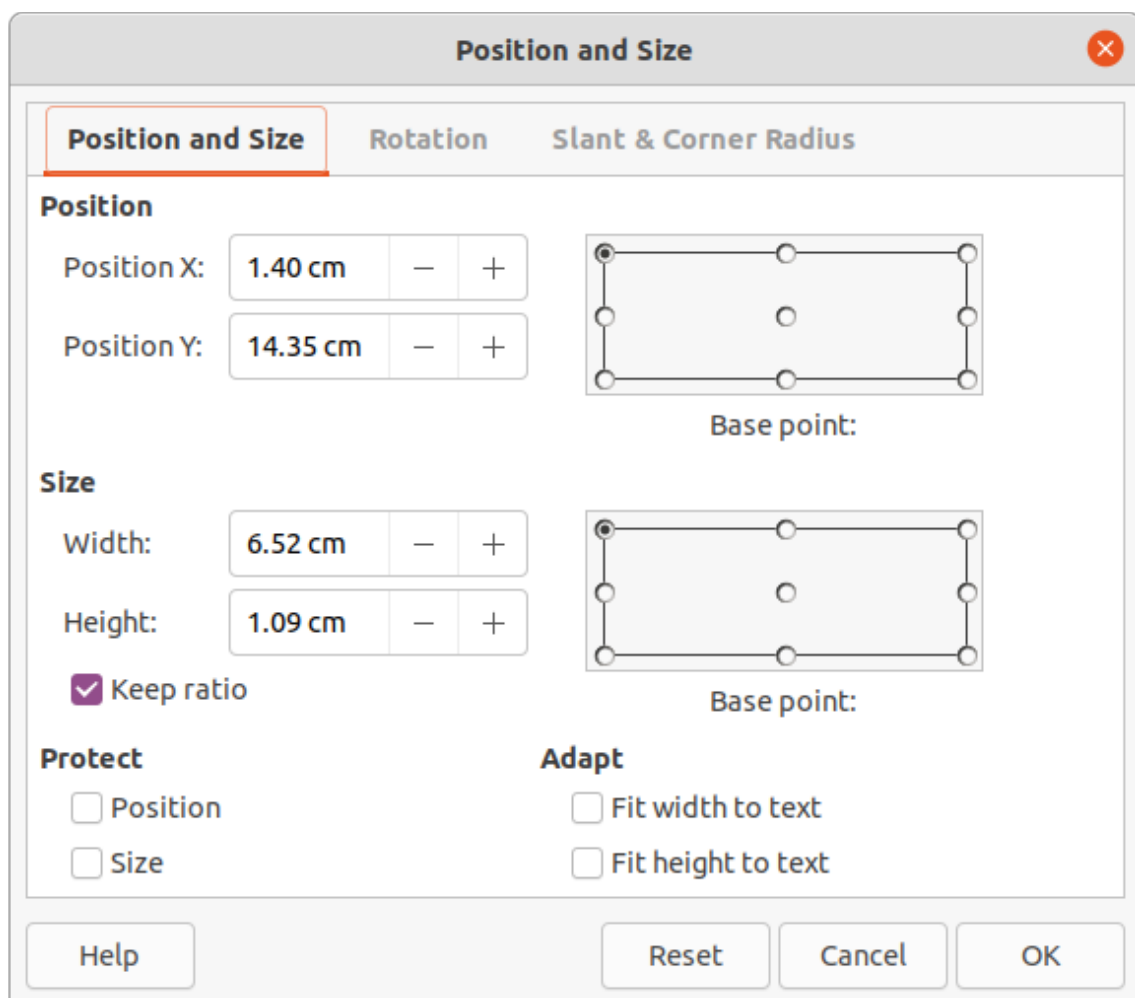 Position and Size
Position and Size Rotation Slant & Corner Radius
Position
Position X: 1.40 cm − +
Position Y: 14.35 cm − +
Base point:
Size
Width: 6.52 cm − +
Height: 1.09 cm − +
Keep ratio
Base point:
Protect Adapt
Position Fit width to text
Size Fit height to text
Help Reset Cancel OK